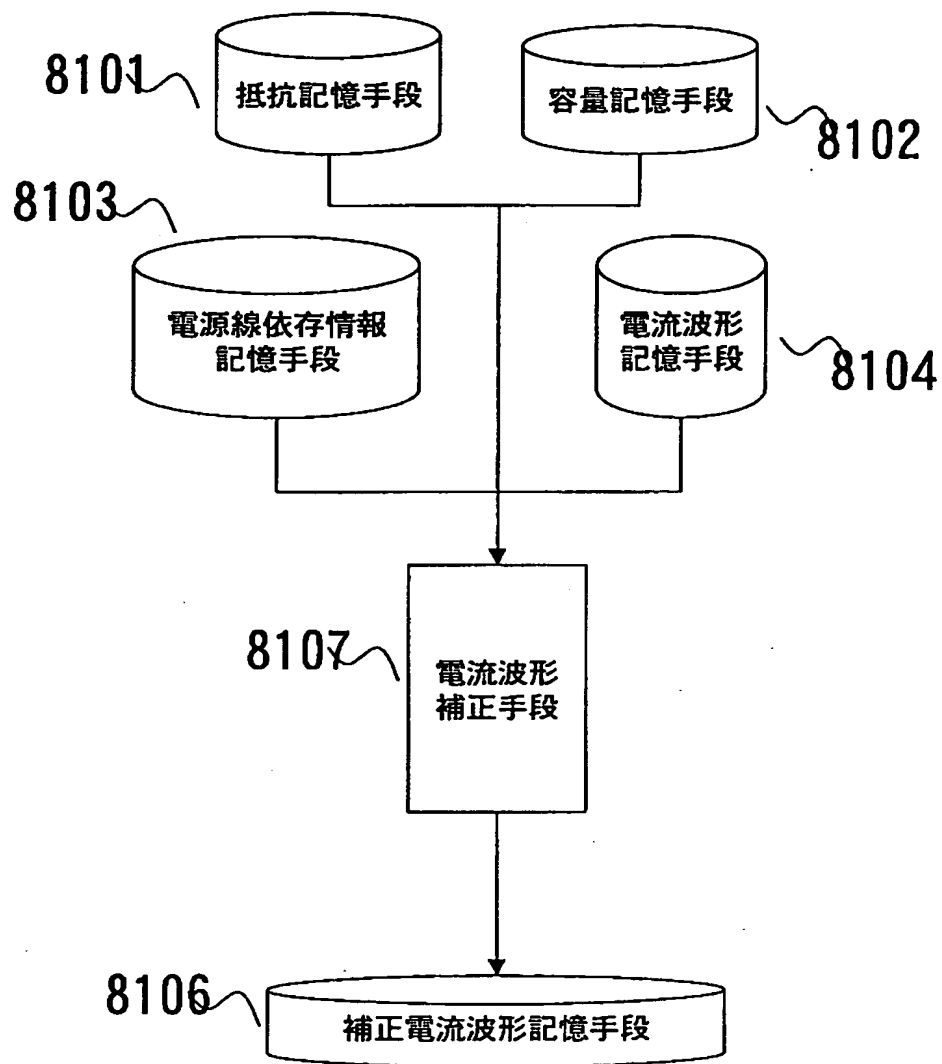 8101
抵抗記憶手段
容量記憶手段
8102
8103
電源線依存情報
記憶手段
電流波形
記憶手段
8104
8107
電流波形
補正手段
8106
補正電流波形記憶手段